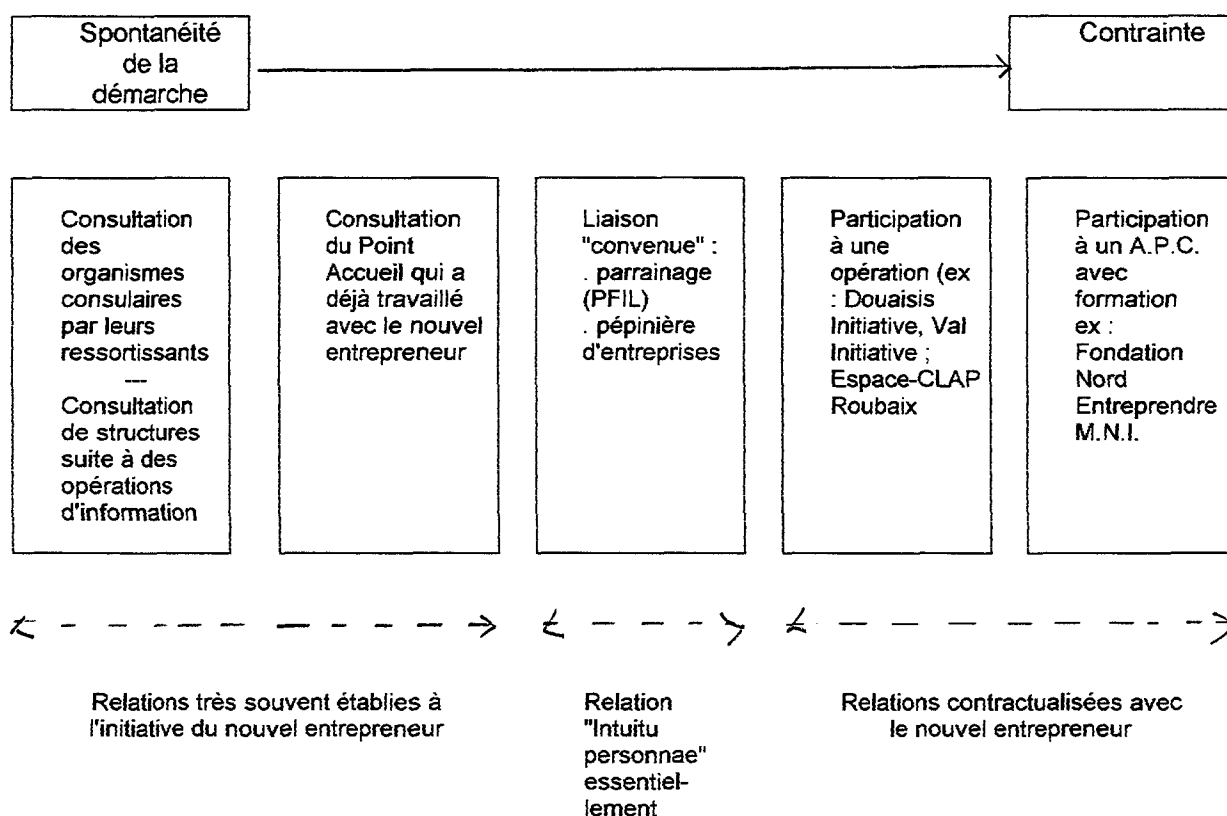 Spontanéité
de la
démarche
Contrainte
Consultation
des
organismes
consulaires
par leurs
ressortissants
---
Consultation
de structures
suite à des
opérations
d'information
Consultation
du Point
Accueil qui a
déjà travaillé
avec le nouvel
entrepreneur
Liaison
"convenue" :
. parrainage
(PFIL)
. pépinière
d'entreprises
Participation
à une
opération (ex
: Douaisis
Initiative, Val
Initiative ;
Espace-CLAP
Roubaix
Participation
à un A.P.C.
avec
formation
ex :
Fondation
Nord
Entreprendre
M.N.I.
Relations très souvent établies à
l'initiative du nouvel entrepreneur
Relation
"Intuitu
personnae"
essentiel-
lement
Relations contractualisées avec
le nouvel entrepreneur